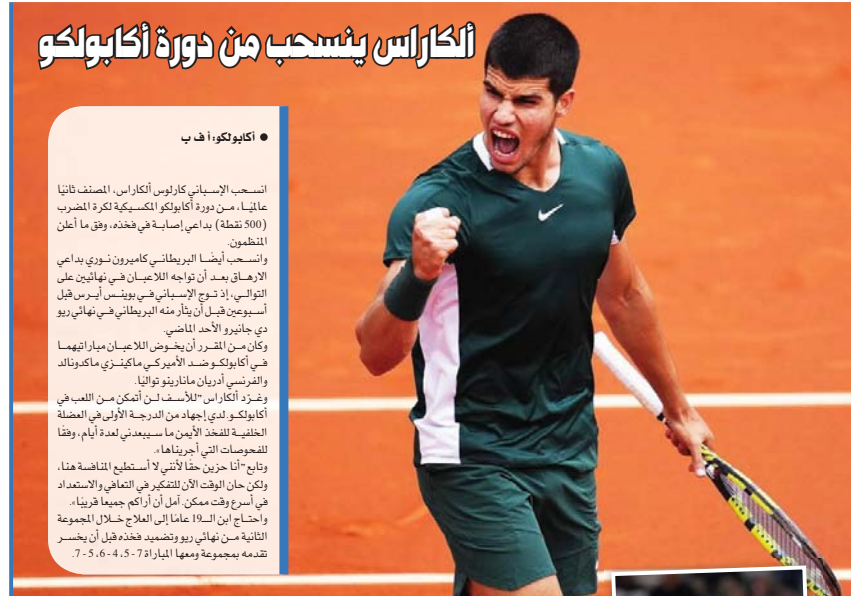 ألكاراس ينسحب من دورة أكابولكو
● أكابولكو: أ ف ب
انسحب الإسباني كارلوس ألكاراس، المصنف ثانيًا
عالميًا، من دورة أكابولكو المكسيكية لكرة المضرب
(500 نقطة) بداعي إصابة في فخذه، وفق ما أعلن
المنظمون.
وانسحب أيضًا البريطاني كاميرون نوري بداعي
الارهاق بعد أن تواجه اللاعبان في نهائيين على
التوالي، إذ توج الإسباني في بوينس أيرس قبل
أسبوعين قبل أن يثأر منه البريطاني في نهائي ريو
دي جانيرو الأحد الماضي.
وكان من المقرر أن يخوض اللاعبان مباراتيهما
في أكابولكو ضد الأميركي ماكينزي ماكدونالد
والفرنسي أدريان مانارينو تواليًا.
وغرّد ألكاراس "للأسف لن أتمكن من اللعب في
أكابولكو. لدي إجهاد من الدرجة الأولى في العضلة
الخلفية للفخذ الأيمن ما سيبعدني لعدة أيام، وفقًا
للفحوصات التي أجريناها».
وتابع "أنا حزين حقًا لأنني لا أستطيع المنافسة هنا،
ولكن حان الوقت الآن للتفكير في التعافي والاستعداد
في أسرع وقت ممكن. آمل أن أراكم جميعا قريبًا».
واحتاج ابن الـ19 عامًا إلى العلاج خلال المجموعة
الثانية من نهائي ريو وتضميد فخذه قبل أن يخسر
تقدمه بمجموعة ومعها المباراة 7 - 5، 4 - 6، 5 - 7.